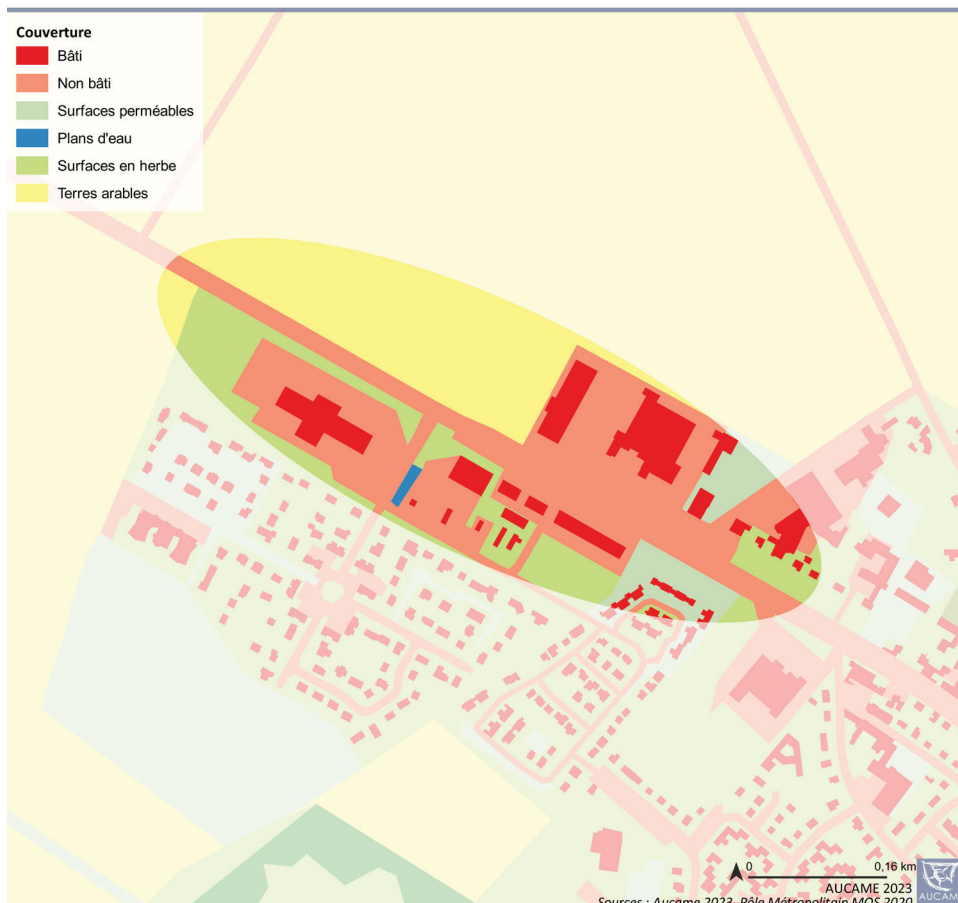 Couverture
Bâti
Non bâti
Surfaces perméables
Plans d'eau
Surfaces en herbe
Terres arables
0 0,16 km
AUCAME 2023
Sources : Aucame 2023, Pôle Métropolitain MOS 2020
AUCAME